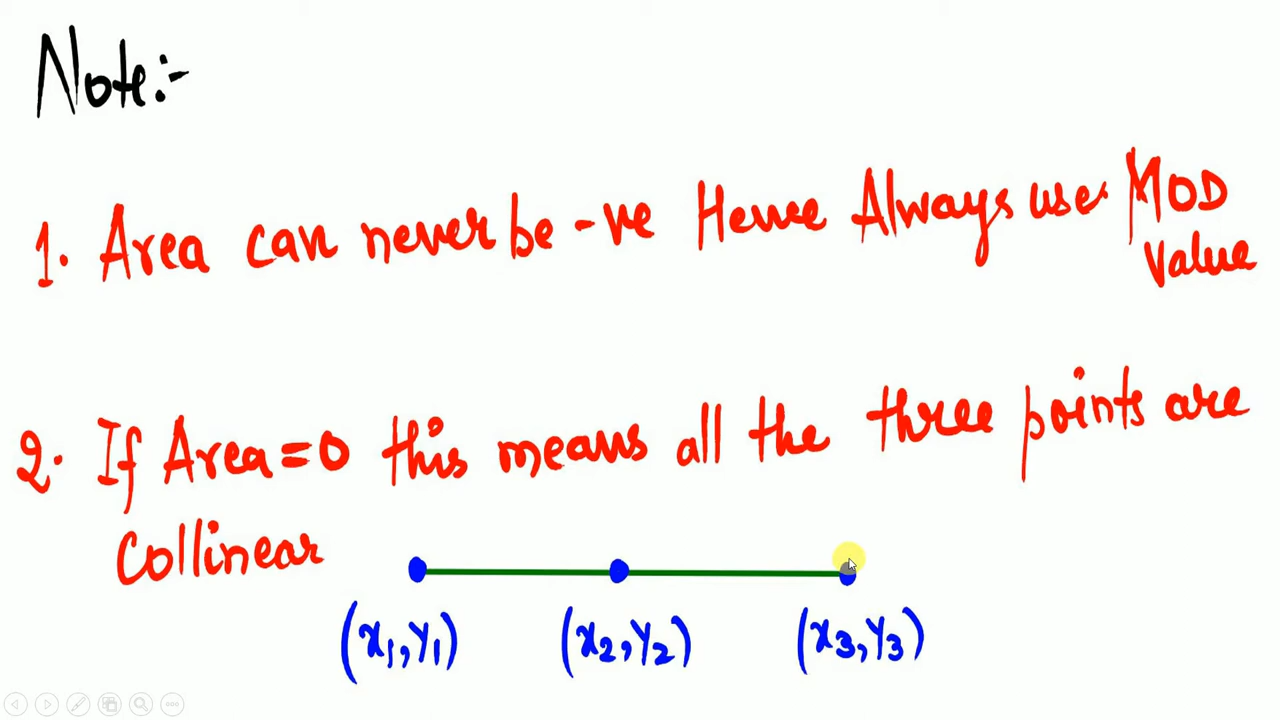 Note:-
1. Area can never be -ve Hence Always use MOD
value
2. If Area=0 this means all the three points are
Collinear
(x1,y1) (x2,y2) (x3,y3)